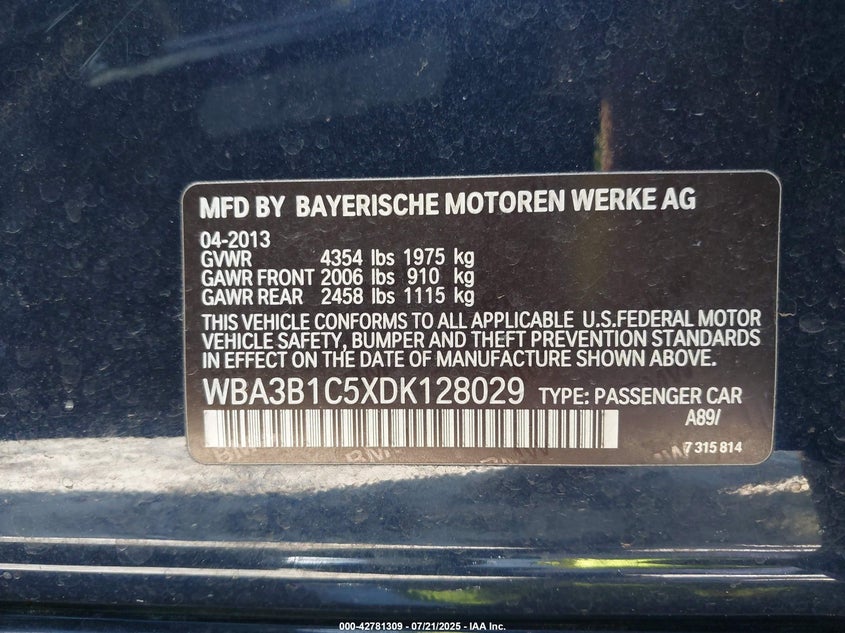 MFD BY BAYERISCHE MOTOREN WERKE AG
04-2013
GVWR 4354 lbs 1975 kg
GAWR FRONT 2006 lbs 910 kg
GAWR REAR 2458 lbs 1115 kg
THIS VEHICLE CONFORMS TO ALL APPLICABLE U.S.FEDERAL MOTOR
VEHICLE SAFETY, BUMPER AND THEFT PREVENTION STANDARDS
IN EFFECT ON THE DATE OF MANUFACTURE SHOWN ABOVE.
WBA3B1C5XDK128029 TYPE: PASSENGER CAR
A89/
7 315 814
000-42781309 / 07/21/2025 - IAA Inc.